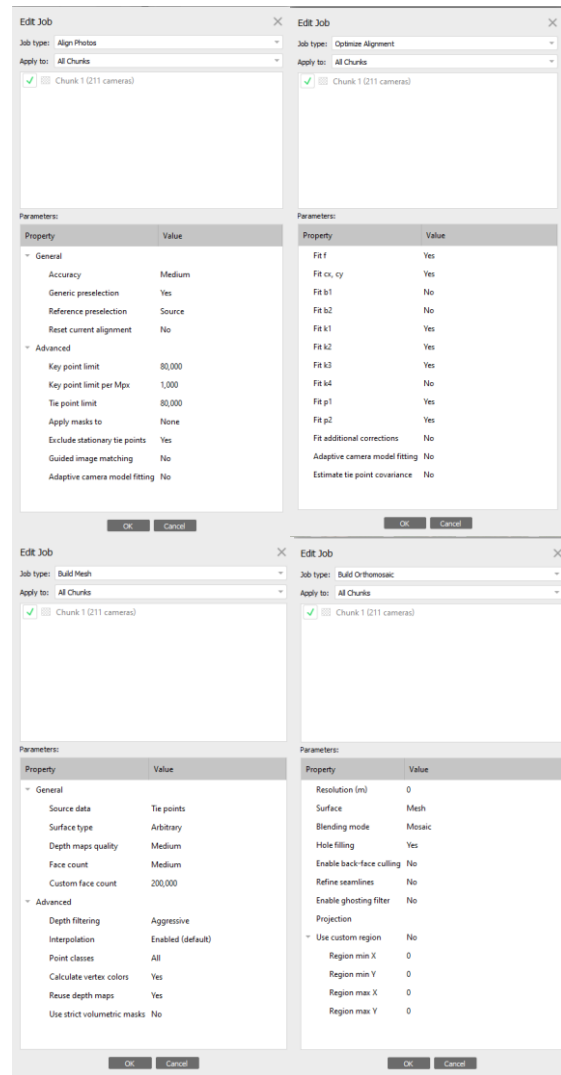 Edit Job
Job type: Align Photos
Apply to: All Chunks
Chunk 1 (211 cameras)
Parameters:
Property Value
General
Accuracy Medium
Generic preselection Yes
Reference preselection Source
Reset current alignment No
Advanced
Key point limit 80,000
Key point limit per Mpx 1,000
Tie point limit 80,000
Apply masks to None
Exclude stationary tie points Yes
Guided image matching No
Adaptive camera model fitting No
OK Cancel
Edit Job
Job type: Optimize Alignment
Apply to: All Chunks
Chunk 1 (211 cameras)
Parameters:
Property Value
Fit f Yes
Fit cx, cy Yes
Fit b1 No
Fit b2 No
Fit k1 Yes
Fit k2 Yes
Fit k3 Yes
Fit k4 No
Fit p1 Yes
Fit p2 Yes
Fit additional corrections No
Adaptive camera model fitting No
Estimate tie point covariance No
OK Cancel
Edit Job
Job type: Build Mesh
Apply to: All Chunks
Chunk 1 (211 cameras)
Parameters:
Property Value
General
Source data Tie points
Surface type Arbitrary
Depth maps quality Medium
Face count Medium
Custom face count 200,000
Advanced
Depth filtering Aggressive
Interpolation Enabled (default)
Point classes All
Calculate vertex colors Yes
Reuse depth maps Yes
Use strict volumetric masks No
OK Cancel
Edit Job
Job type: Build Orthomosaic
Apply to: All Chunks
Chunk 1 (211 cameras)
Parameters:
Property Value
Resolution (m) 0
Surface Mesh
Blending mode Mosaic
Hole filling Yes
Enable back-face culling No
Refine seamlines No
Enable ghosting filter No
Projection
Use custom region No
Region min X 0
Region min Y 0
Region max X 0
Region max Y 0
OK Cancel